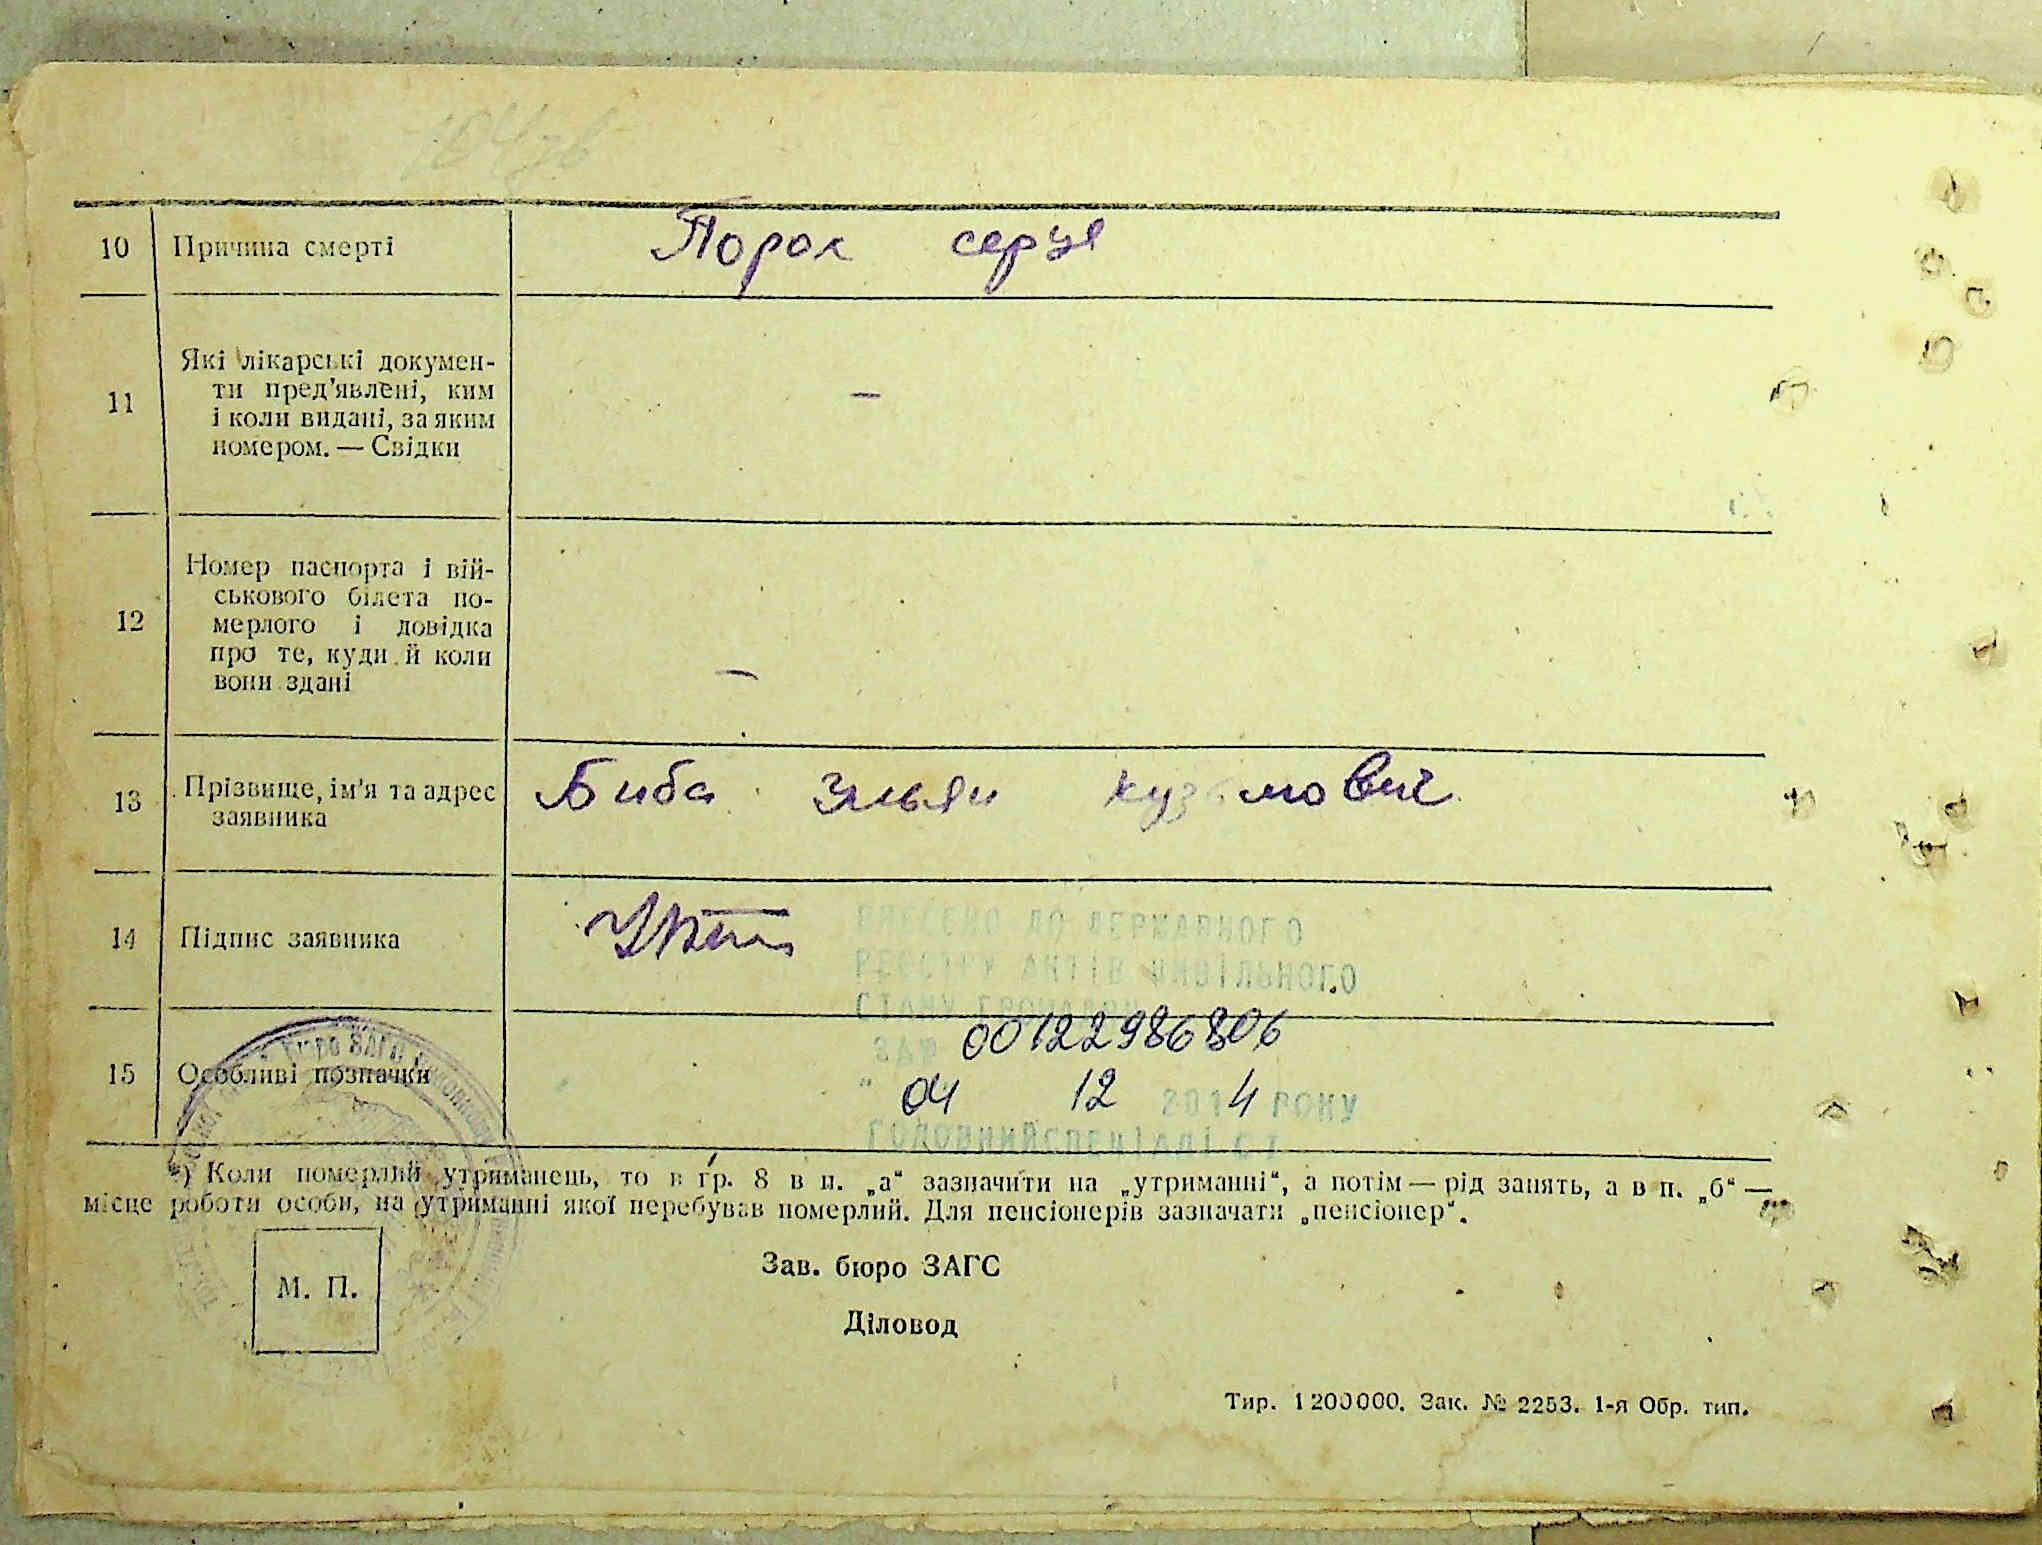 10 Причина смерті Порок серця
11 Які лікарські докумен-
ти пред'явлені, ким
і коли видані, за яким
номером. — Свідки
–
12 Номер паспорта і вій-
ськового білета по-
мерлого і довідка
про те, куди й коли
вони здані
–
13 Прізвище, ім'я та адрес
заявника
Биба Ілья кузьмович
14 Підпис заявника
ВНЕСЕНО ДО ДЕРЖАВНОГО
РЕЄСТРУ АКТІВ ЦИВІЛЬНОГО
СТАНУ ГРОМАДЯН
ЗА № 00122986806
15 Особливі позначки
" 04 12 2014 РОКУ
ГОЛОВНИЙ СПЕЦІАЛІСТ
*) Коли померлий утриманець, то в гр. 8 в п. „а“ зазначити на „утриманні“, а потім — рід занять, а в п. „б“ —
місце роботи особи, на утриманні якої перебував померлий. Для пенсіонерів зазначати „пенсіонер“.
М. П.
Зав. бюро ЗАГС
Діловод
Тир. 1 200 000. Зак. № 2253. 1-я Обр. тип.